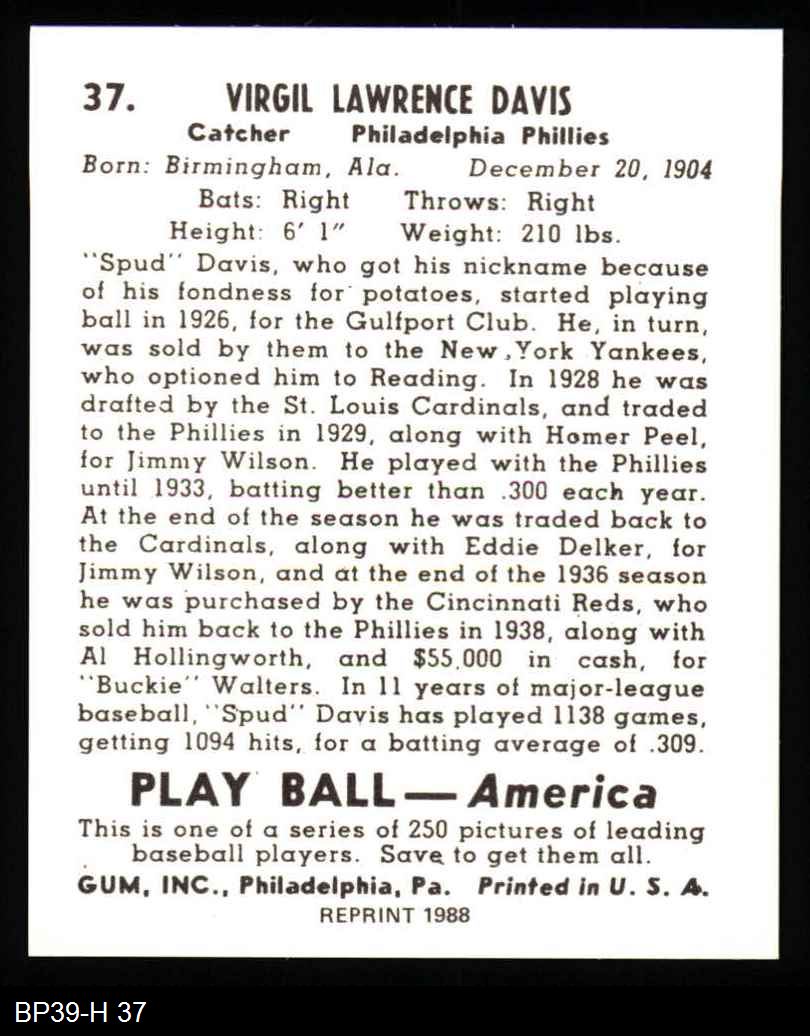 37. VIRGIL LAWRENCE DAVIS
Catcher Philadelphia Phillies
Born: Birmingham, Ala. December 20, 1904
Bats: Right Throws: Right
Height: 6' 1" Weight: 210 lbs.
"Spud" Davis, who got his nickname because
of his fondness for potatoes, started playing
ball in 1926, for the Gulfport Club. He, in turn,
was sold by them to the New York Yankees,
who optioned him to Reading. In 1928 he was
drafted by the St. Louis Cardinals, and traded
to the Phillies in 1929, along with Homer Peel,
for Jimmy Wilson. He played with the Phillies
until 1933, batting better than .300 each year.
At the end of the season he was traded back to
the Cardinals, along with Eddie Delker, for
Jimmy Wilson, and at the end of the 1936 season
he was purchased by the Cincinnati Reds, who
sold him back to the Phillies in 1938, along with
Al Hollingworth, and $55,000 in cash, for
"Buckie" Walters. In 11 years of major-league
baseball, "Spud" Davis has played 1138 games,
getting 1094 hits, for a batting average of .309.
PLAY BALL—America
This is one of a series of 250 pictures of leading
baseball players. Save to get them all.
GUM, INC., Philadelphia, Pa. Printed in U. S. A.
REPRINT 1988
BP39-H 37